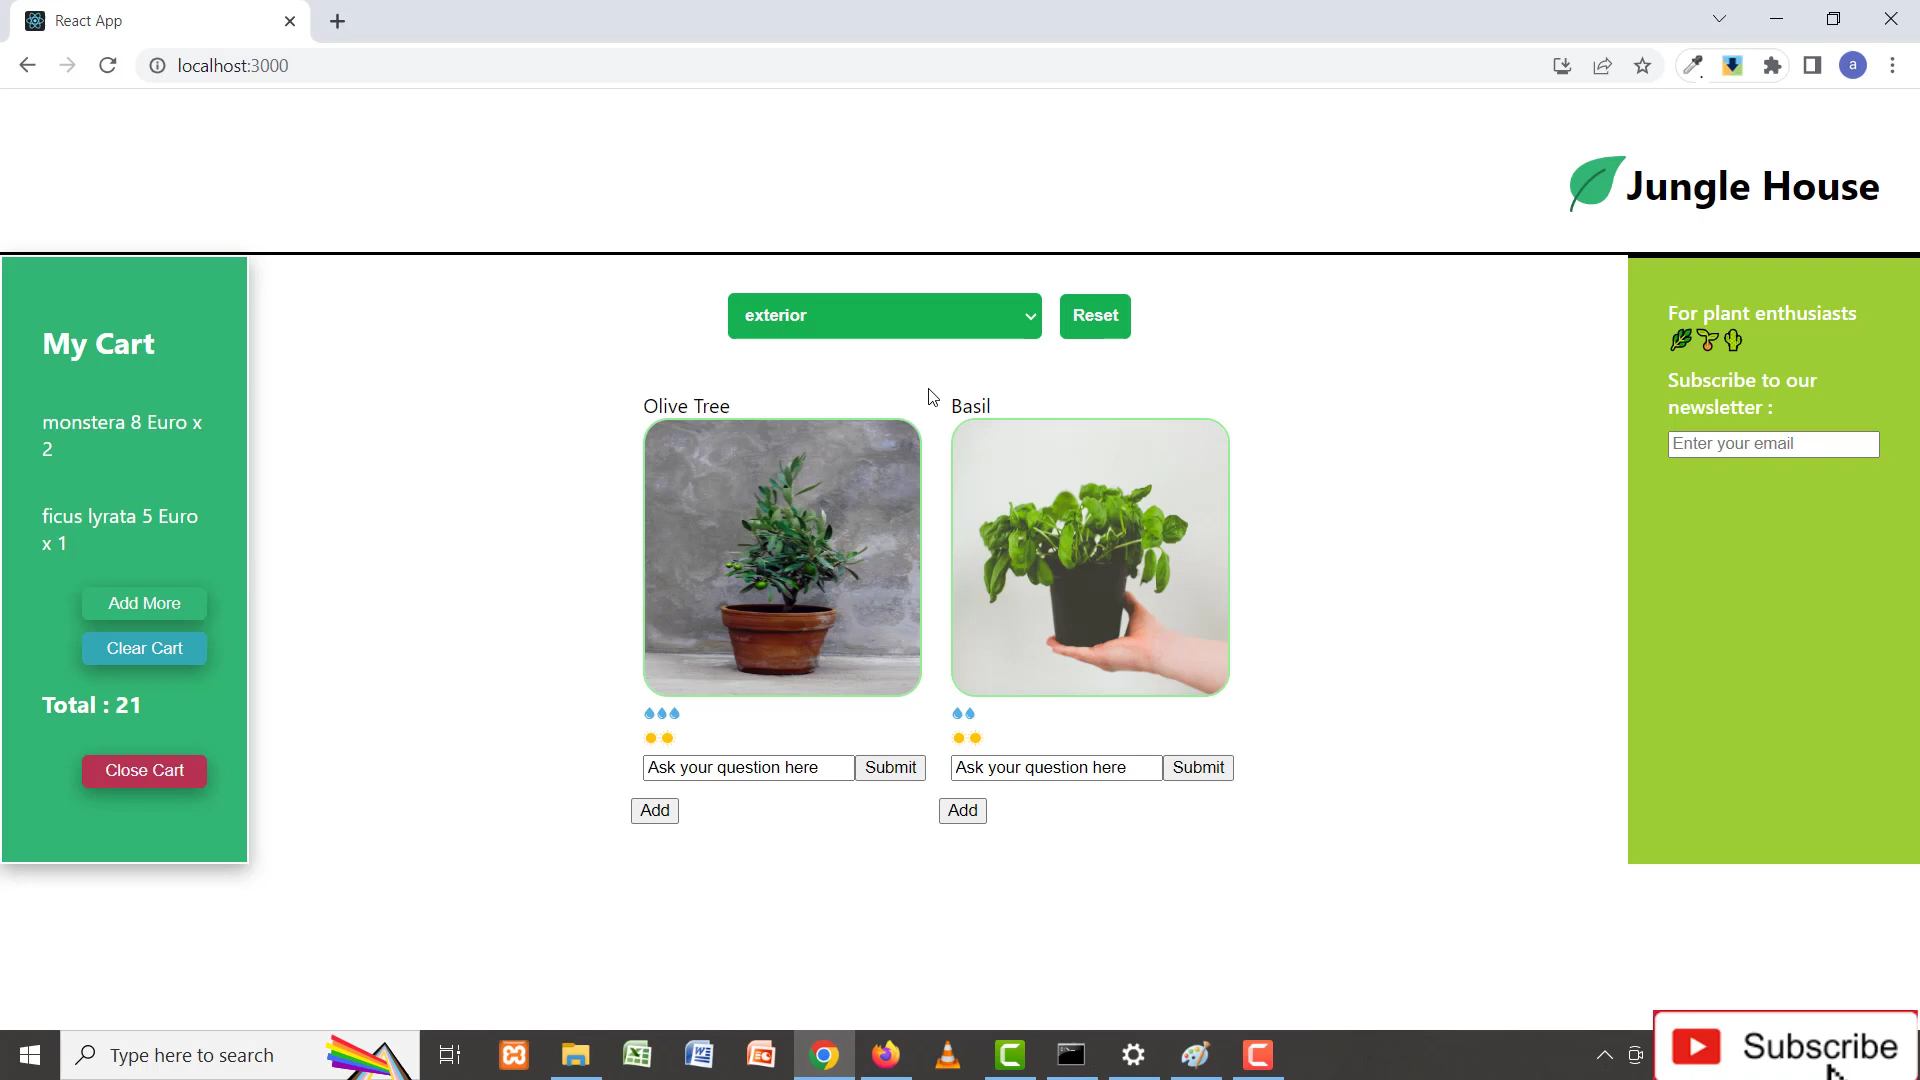 React App
localhost:3000
a
Jungle House
My Cart
monstera 8 Euro x
2
ficus lyrata 5 Euro
x 1
Add More
Clear Cart
Total : 21
Close Cart
exterior
Reset
Olive Tree
Basil
Ask your question here
Submit
Ask your question here
Submit
Add
Add
For plant enthusiasts
Subscribe to our
newsletter :
Enter your email
Type here to search
Subscribe